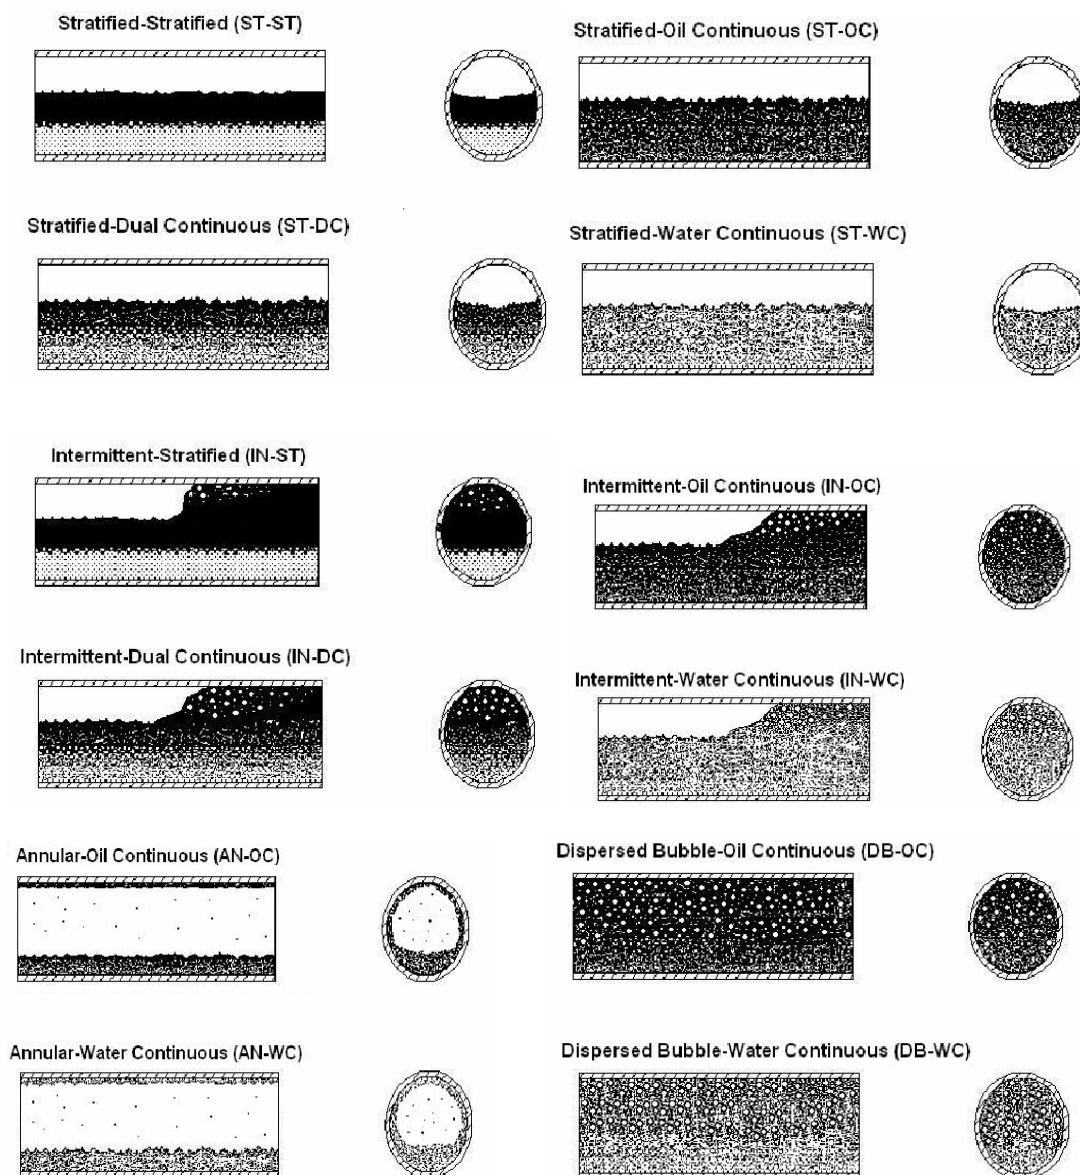 Stratified-Stratified (ST-ST)
Stratified-Oil Continuous (ST-OC)
Stratified-Dual Continuous (ST-DC)
Stratified-Water Continuous (ST-WC)
Intermittent-Stratified (IN-ST)
Intermittent-Oil Continuous (IN-OC)
Intermittent-Dual Continuous (IN-DC)
Intermittent-Water Continuous (IN-WC)
Annular-Oil Continuous (AN-OC)
Dispersed Bubble-Oil Continuous (DB-OC)
Annular-Water Continuous (AN-WC)
Dispersed Bubble-Water Continuous (DB-WC)